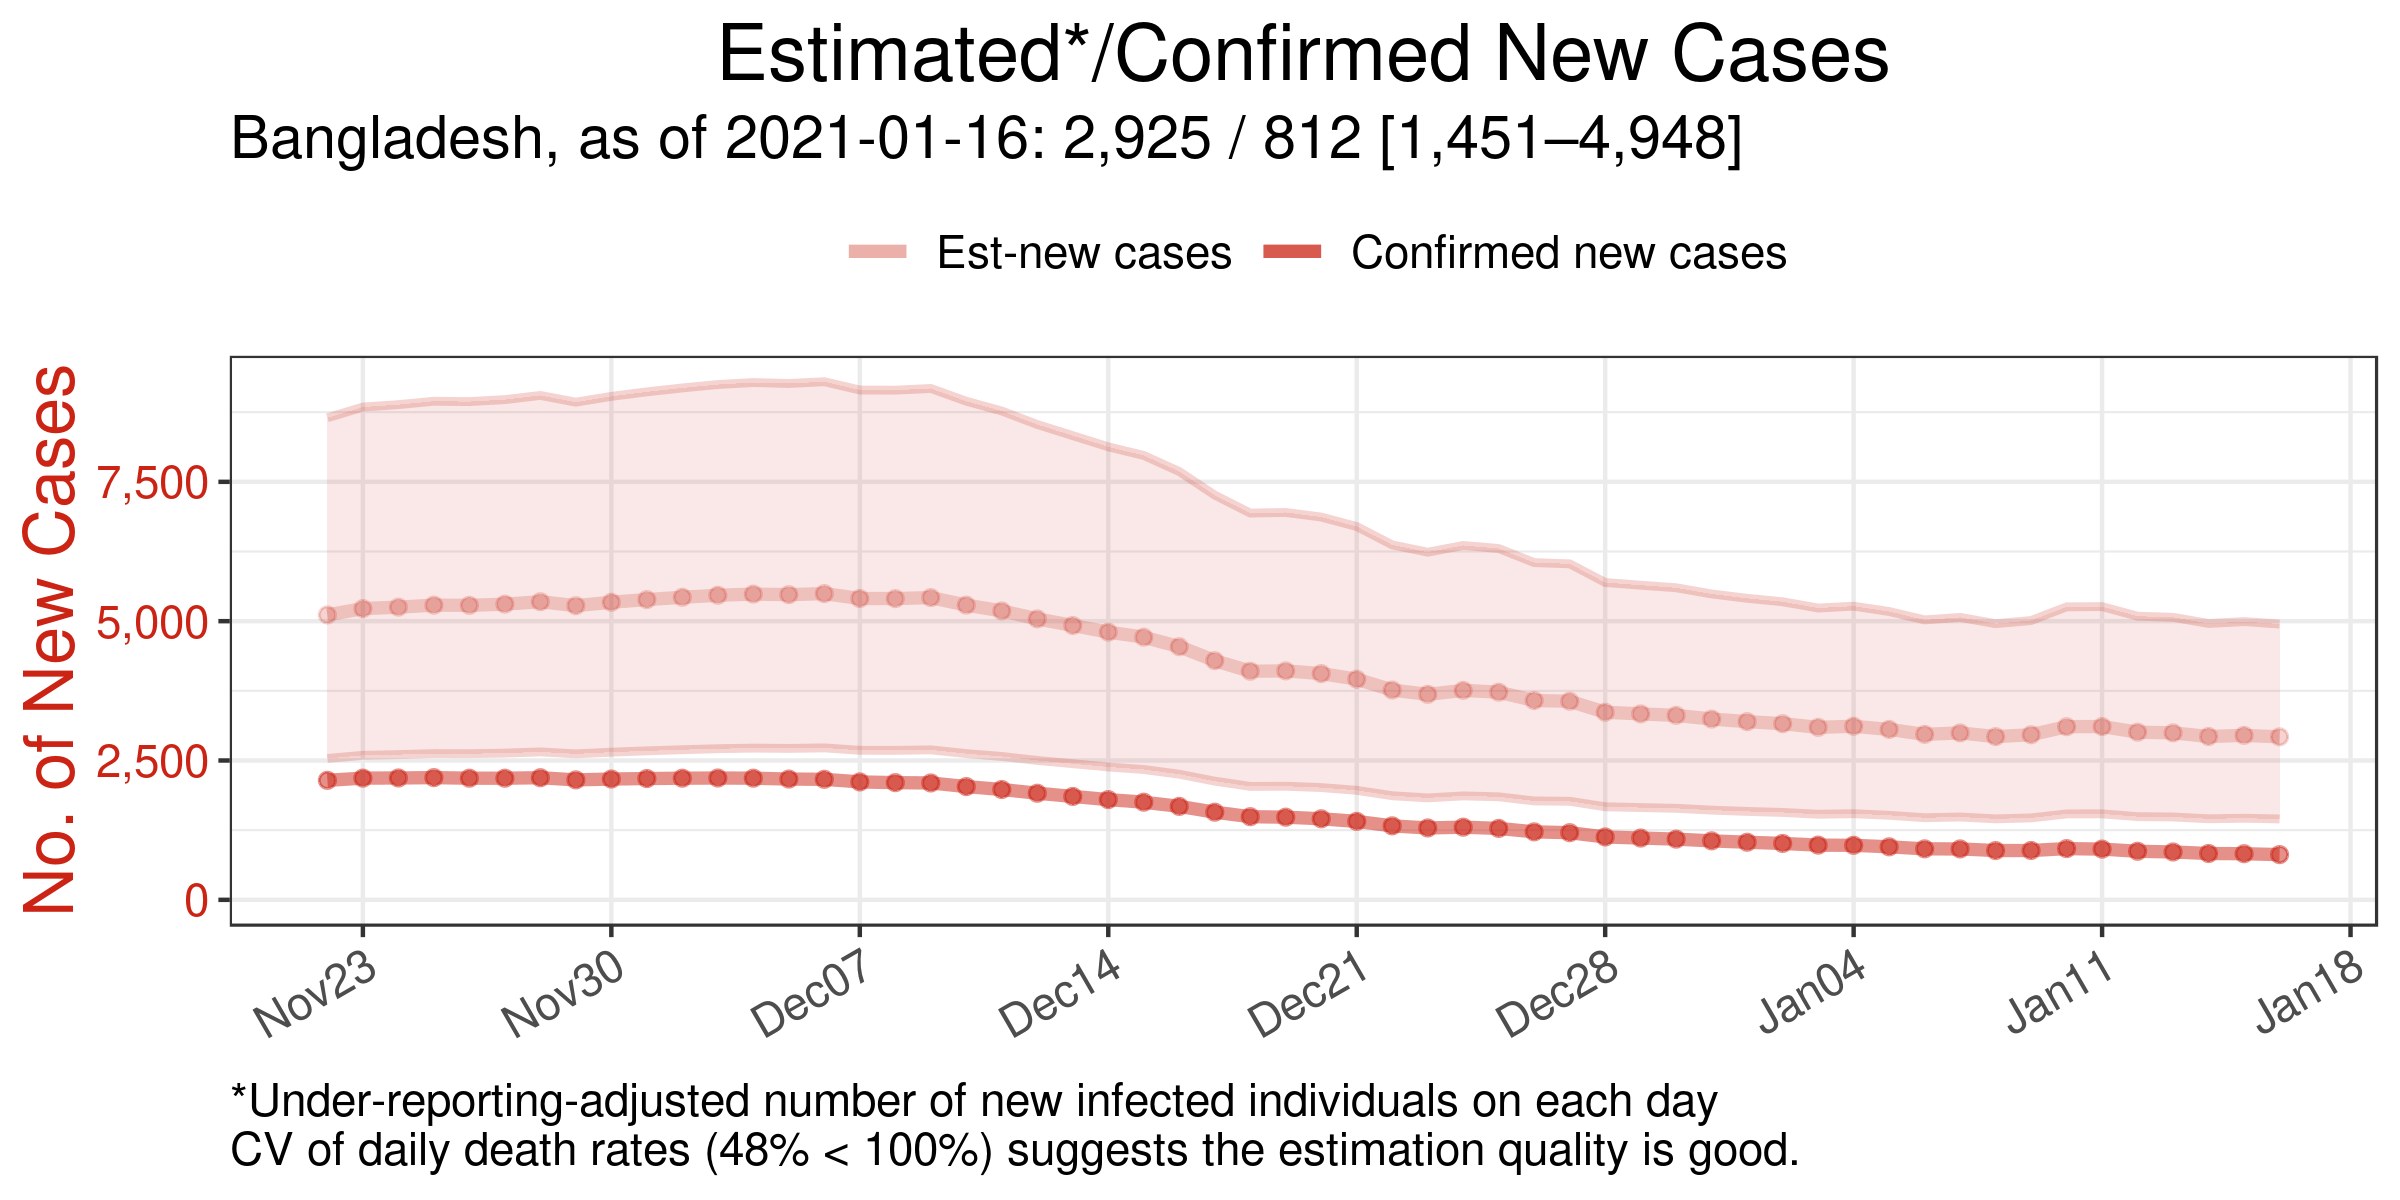 Estimated*/Confirmed New Cases
Bangladesh, as of 2021-01-16: 2,925 / 812 [1,451–4,948]
Est-new cases Confirmed new cases
No. of New Cases
7,500
5,000
2,500
0
Nov23 Nov30 Dec07 Dec14 Dec21 Dec28 Jan04 Jan11 Jan18
*Under-reporting-adjusted number of new infected individuals on each day
CV of daily death rates (48% < 100%) suggests the estimation quality is good.